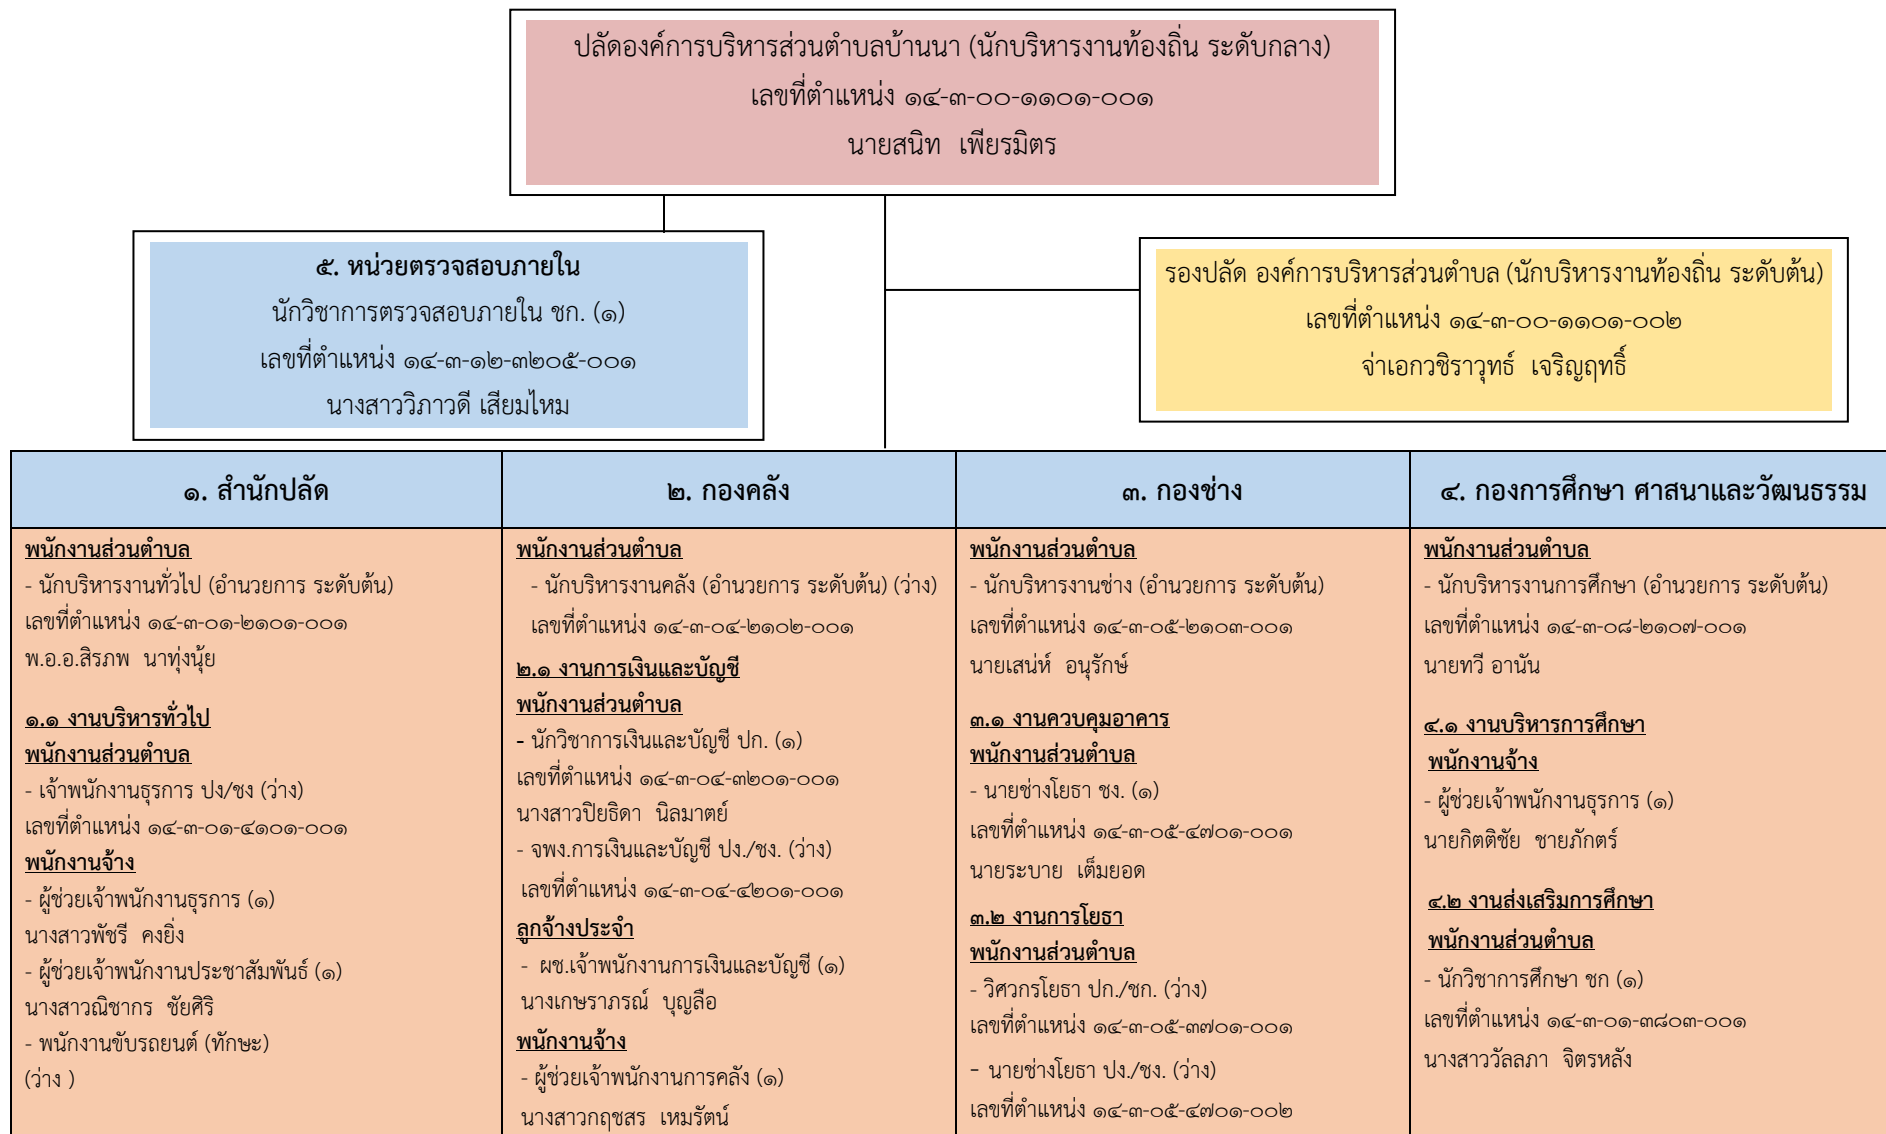 ปลัดองค์การบริหารส่วนตำบลบ้านนา (นักบริหารงานท้องถิ่น ระดับกลาง)
เลขที่ตำแหน่ง ๑๔-๓-๐๐-๑๑๐๑-๐๐๑
นายสนิท เพียรมิตร
๕. หน่วยตรวจสอบภายใน
นักวิชาการตรวจสอบภายใน ชก. (๑)
เลขที่ตำแหน่ง ๑๔-๓-๑๒-๓๒๐๕-๐๐๑
นางสาววิภาวดี เสียมไหม
รองปลัด องค์การบริหารส่วนตำบล (นักบริหารงานท้องถิ่น ระดับต้น)
เลขที่ตำแหน่ง ๑๔-๓-๐๐-๑๑๐๑-๐๐๒
จ่าเอกวชิราวุทธ์ เจริญฤทธิ์
๑. สำนักปลัด
พนักงานส่วนตำบล
- นักบริหารงานทั่วไป (อำนวยการ ระดับต้น)
เลขที่ตำแหน่ง ๑๔-๓-๐๑-๒๑๐๑-๐๐๑
พ.อ.อ.สิรภพ นาทุ่งนุ้ย
๑.๑ งานบริหารทั่วไป
พนักงานส่วนตำบล
- เจ้าพนักงานธุรการ ปง/ชง (ว่าง)
เลขที่ตำแหน่ง ๑๔-๓-๐๑-๔๑๐๑-๐๐๑
พนักงานจ้าง
- ผู้ช่วยเจ้าพนักงานธุรการ (๑)
นางสาวพัชรี คงยิ่ง
- ผู้ช่วยเจ้าพนักงานประชาสัมพันธ์ (๑)
นางสาวณิชากร ชัยศิริ
- พนักงานขับรถยนต์ (ทักษะ)
(ว่าง )
๒. กองคลัง
พนักงานส่วนตำบล
- นักบริหารงานคลัง (อำนวยการ ระดับต้น) (ว่าง)
เลขที่ตำแหน่ง ๑๔-๓-๐๔-๒๑๐๒-๐๐๑
๒.๑ งานการเงินและบัญชี
พนักงานส่วนตำบล
- นักวิชาการเงินและบัญชี ปก. (๑)
เลขที่ตำแหน่ง ๑๔-๓-๐๔-๓๒๐๑-๐๐๑
นางสาวปิยธิดา นิลมาตย์
- จพง.การเงินและบัญชี ปง./ชง. (ว่าง)
เลขที่ตำแหน่ง ๑๔-๓-๐๔-๔๒๐๑-๐๐๑
ลูกจ้างประจำ
- ผช.เจ้าพนักงานการเงินและบัญชี (๑)
นางเกษราภรณ์ บุญลือ
พนักงานจ้าง
- ผู้ช่วยเจ้าพนักงานการคลัง (๑)
นางสาวกฤชสร เหมรัตน์
๓. กองช่าง
พนักงานส่วนตำบล
- นักบริหารงานช่าง (อำนวยการ ระดับต้น)
เลขที่ตำแหน่ง ๑๔-๓-๐๕-๒๑๐๓-๐๐๑
นายเสน่ห์ อนุรักษ์
๓.๑ งานควบคุมอาคาร
พนักงานส่วนตำบล
- นายช่างโยธา ชง. (๑)
เลขที่ตำแหน่ง ๑๔-๓-๐๕-๔๗๐๑-๐๐๑
นายระบาย เต็มยอด
๓.๒ งานการโยธา
พนักงานส่วนตำบล
- วิศวกรโยธา ปก./ชก. (ว่าง)
เลขที่ตำแหน่ง ๑๔-๓-๐๕-๓๗๐๑-๐๐๑
- นายช่างโยธา ปง./ชง. (ว่าง)
เลขที่ตำแหน่ง ๑๔-๓-๐๕-๔๗๐๑-๐๐๒
๔. กองการศึกษา ศาสนาและวัฒนธรรม
พนักงานส่วนตำบล
- นักบริหารงานการศึกษา (อำนวยการ ระดับต้น)
เลขที่ตำแหน่ง ๑๔-๓-๐๘-๒๑๐๗-๐๐๑
นายทวี อานัน
๔.๑ งานบริหารการศึกษา
พนักงานจ้าง
- ผู้ช่วยเจ้าพนักงานธุรการ (๑)
นายกิตติชัย ชายภักตร์
๔.๒ งานส่งเสริมการศึกษา
พนักงานส่วนตำบล
- นักวิชาการศึกษา ชก (๑)
เลขที่ตำแหน่ง ๑๔-๓-๐๑-๓๘๐๓-๐๐๑
นางสาววัลลภา จิตรหลัง